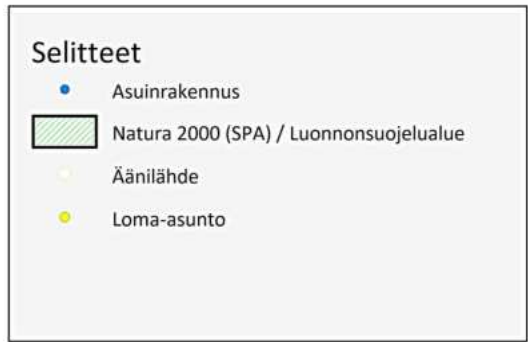 Selitteet
Asuinrakennus
Natura 2000 (SPA) / Luonnonsuojelualue
Äänilähde
Loma-asunto